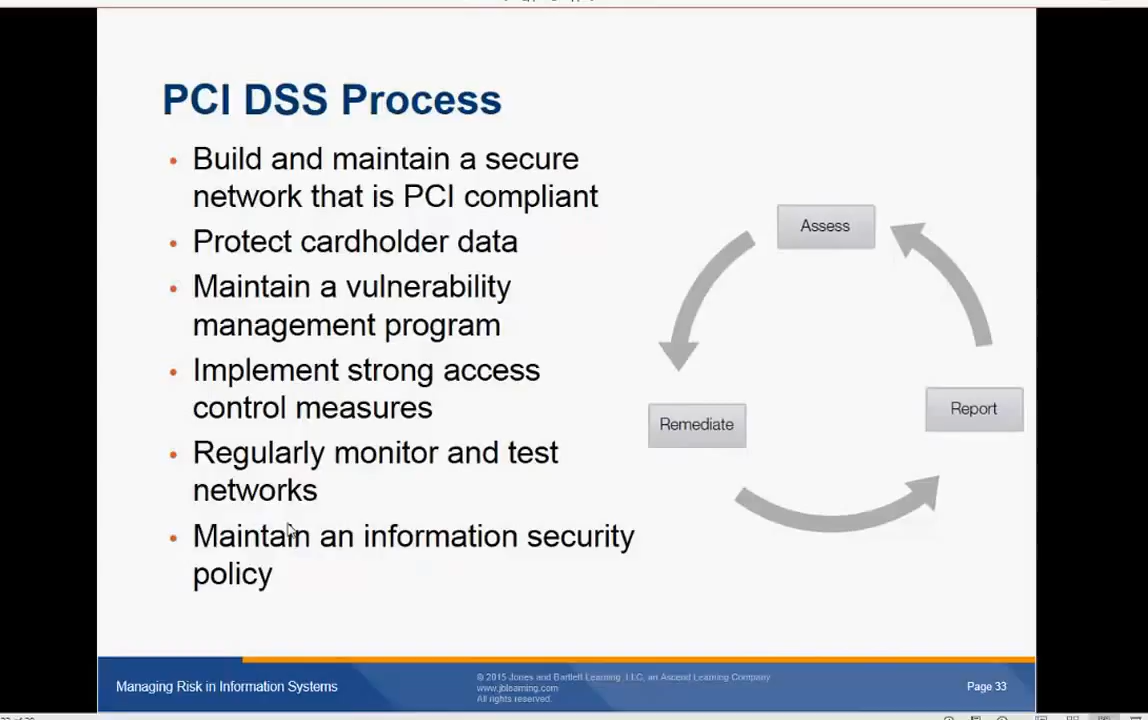 PCI DSS Process
• Build and maintain a secure
network that is PCI compliant
• Protect cardholder data
• Maintain a vulnerability
management program
• Implement strong access
control measures
• Regularly monitor and test
networks
• Maintain an information security
policy
Assess
Remediate
Report
Managing Risk in Information Systems
© 2015 Jones and Bartlett Learning, LLC, an Ascend Learning Company
www.jblearning.com
All rights reserved.
Page 33